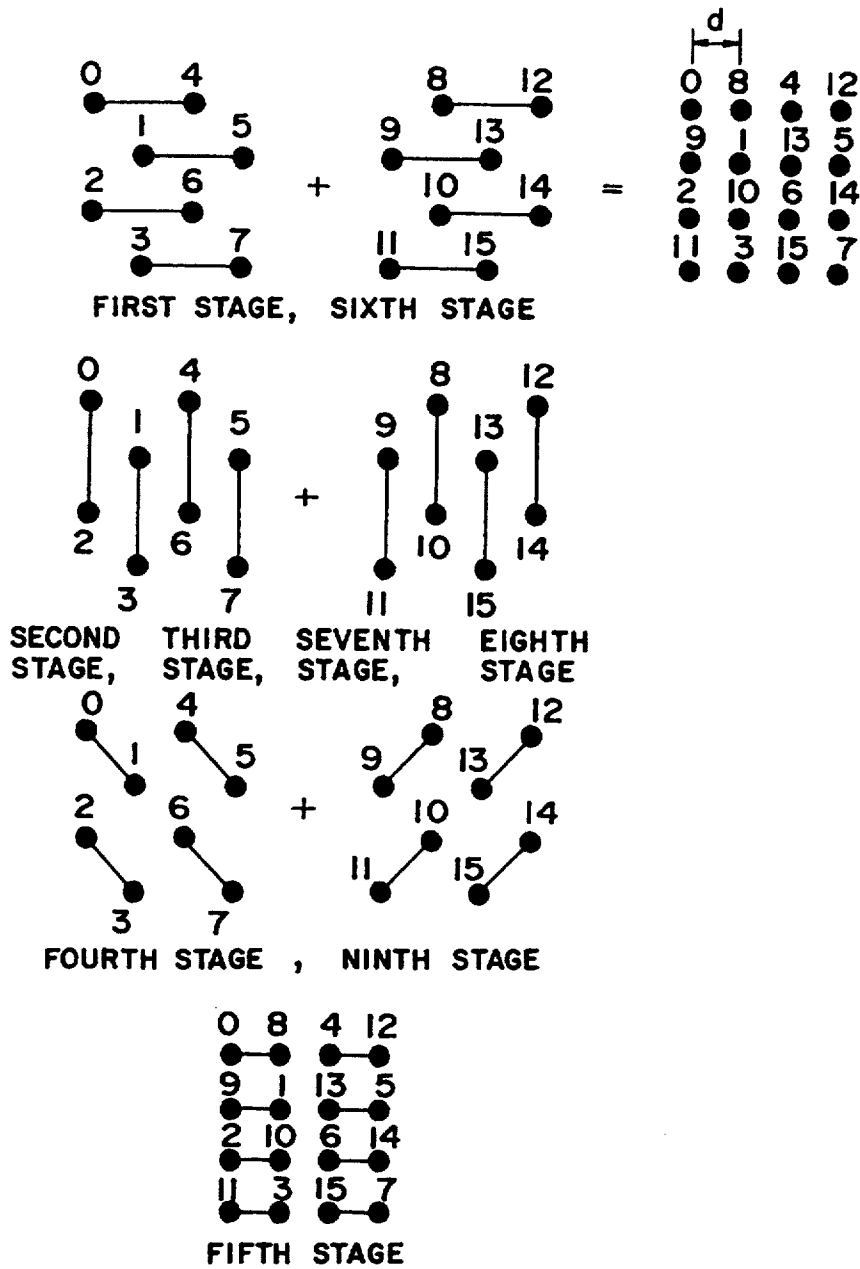 d
0 4 8 12 0 8 4 12
1 5 9 13 9 1 13 5
2 6 + 10 14 = 2 10 6 14
3 7 11 15 11 3 15 7
FIRST STAGE, SIXTH STAGE
0 4 8 12
1 5 9 13
+
2 6 10 14
3 7 11 15
SECOND THIRD SEVENTH EIGHTH
STAGE, STAGE, STAGE, STAGE
0 4 8 12
1 5 9 13
2 6 + 10 14
11 15
3 7
FOURTH STAGE , NINTH STAGE
0 8 4 12
9 1 13 5
2 10 6 14
11 3 15 7
FIFTH STAGE